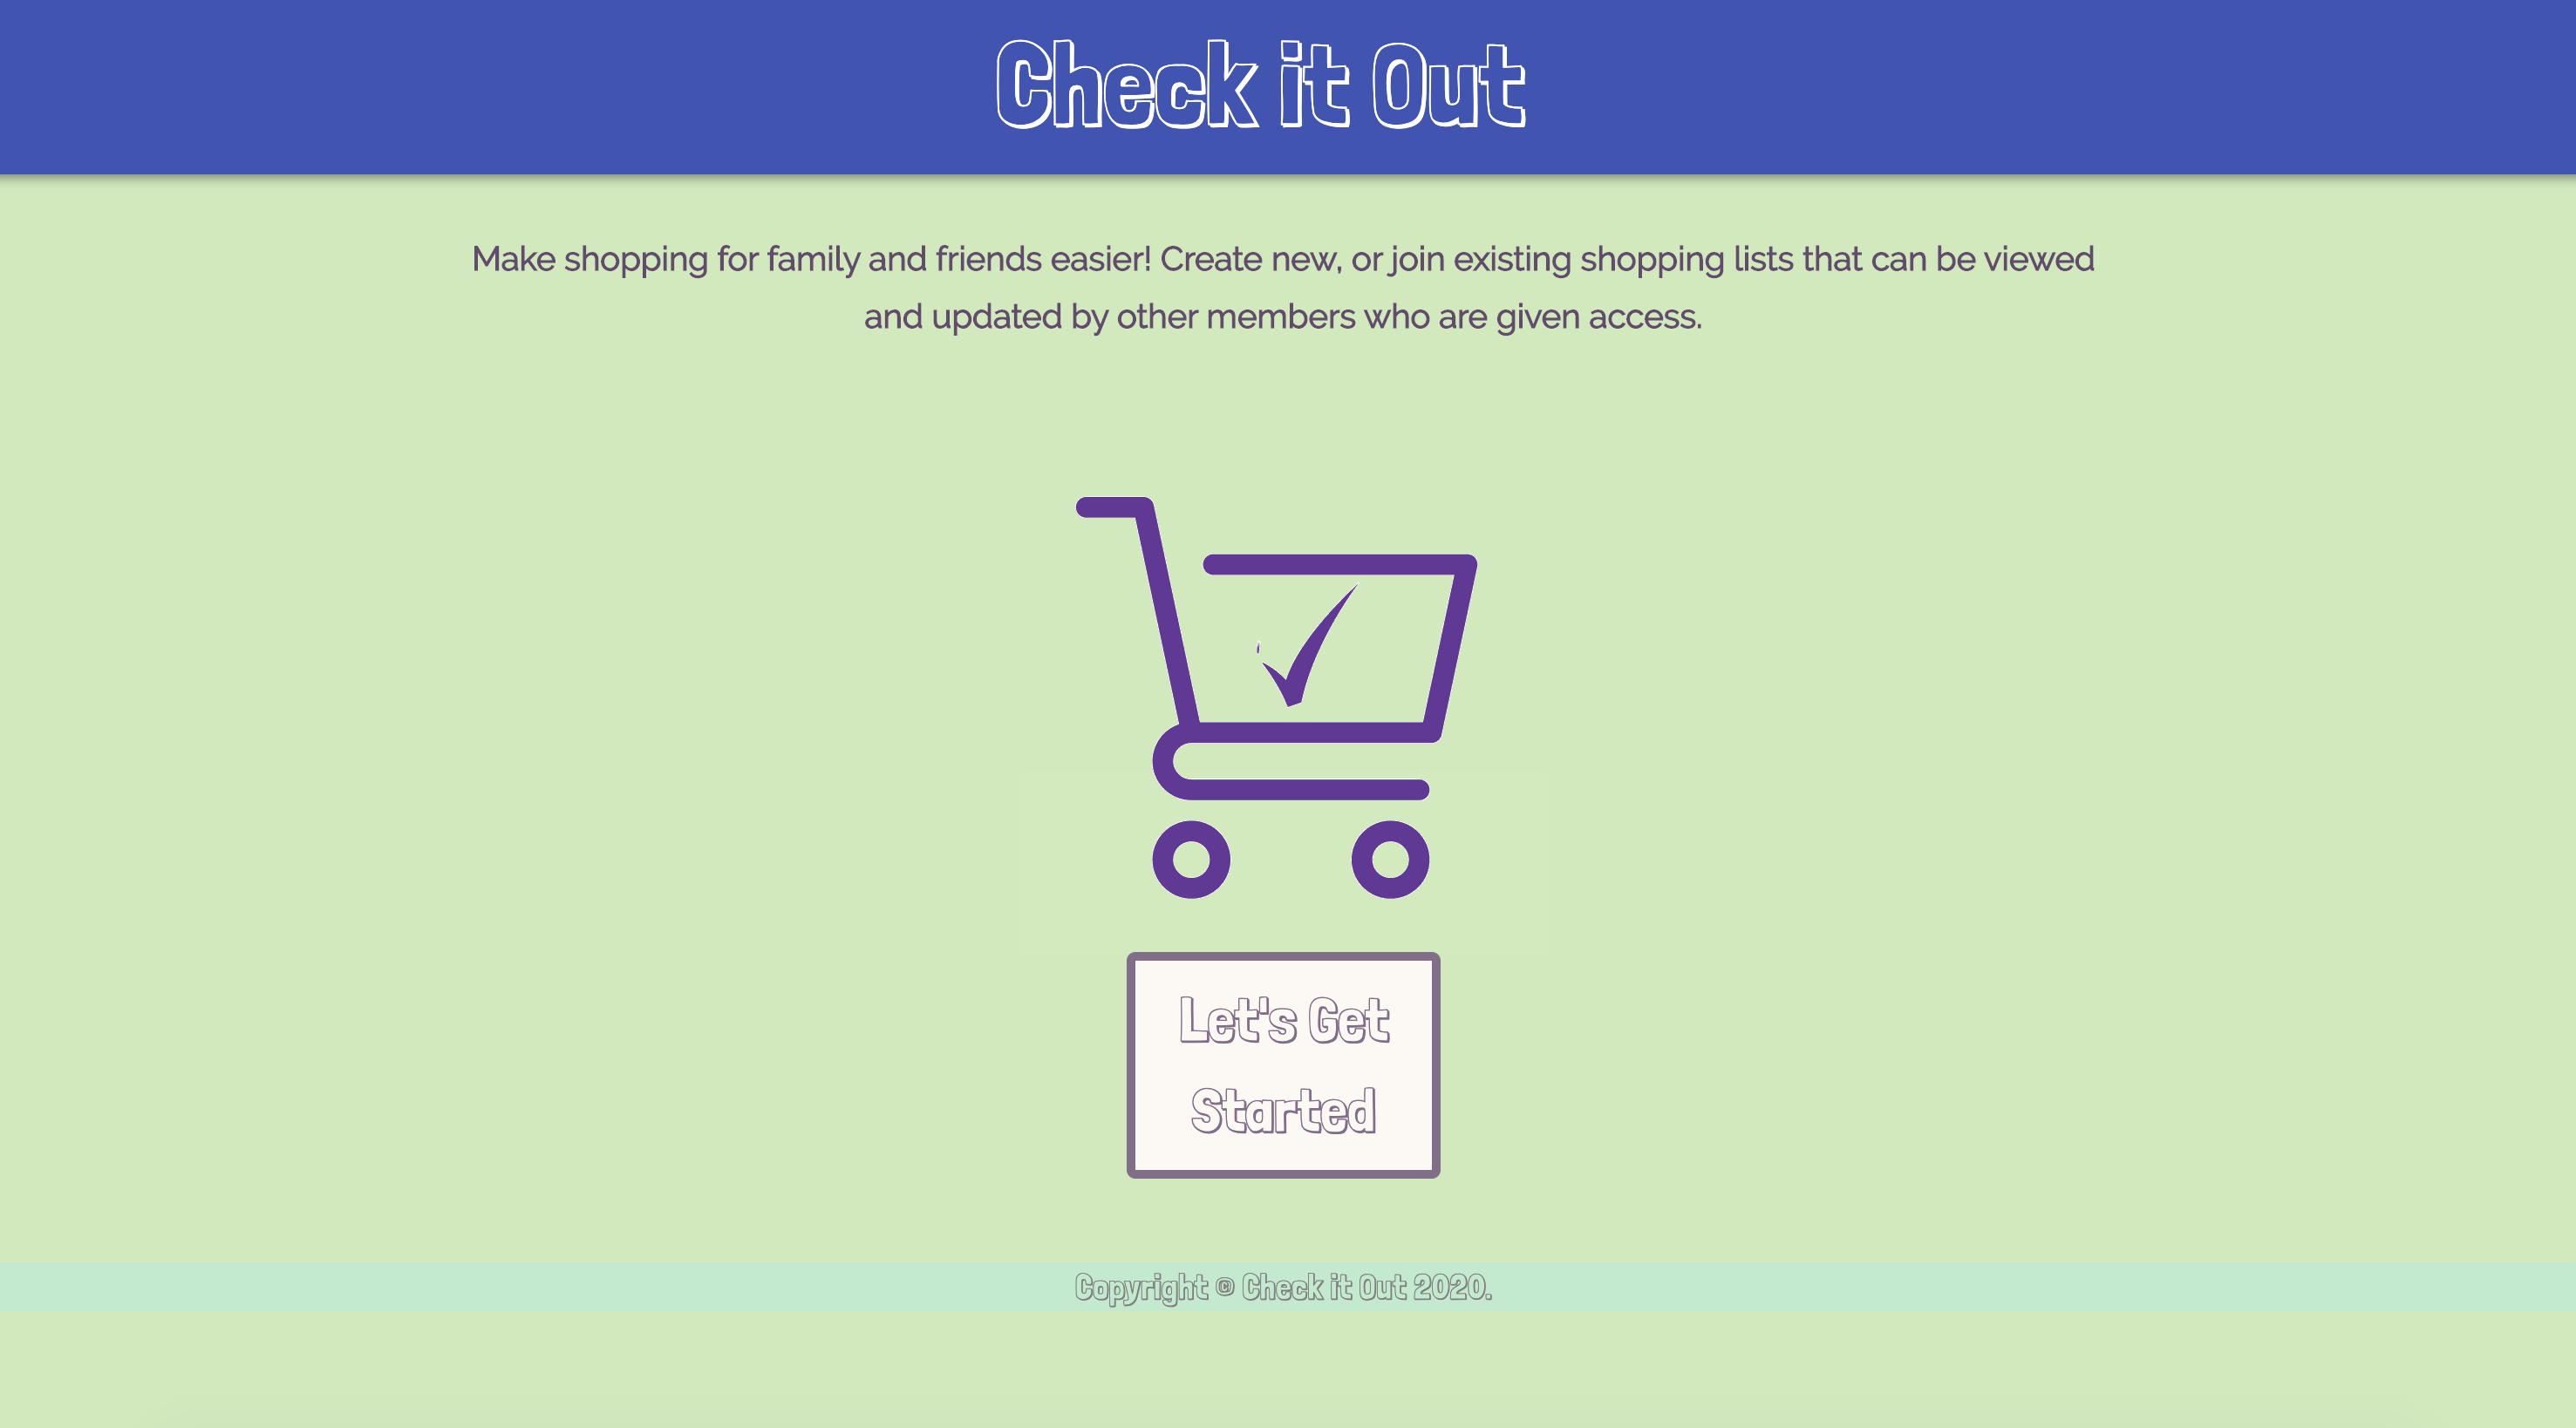 Check it Out
Make shopping for family and friends easier! Create new, or join existing shopping lists that can be viewed
and updated by other members who are given access.
Let's Get
Started
Copyright © Check it Out 2020.